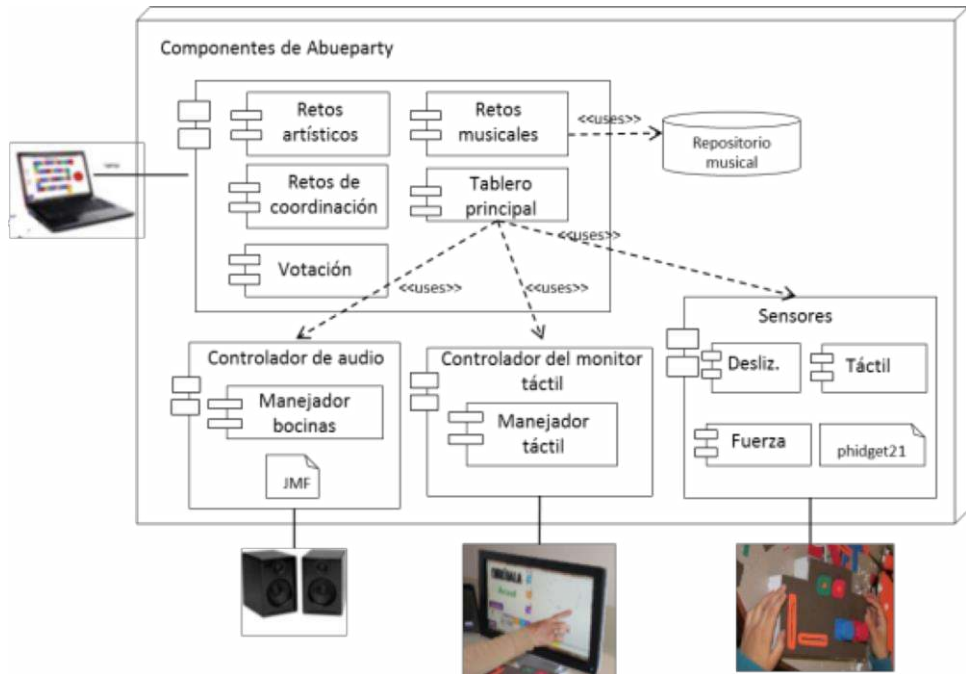 Componentes de Abueparty
Retos
artísticos
Retos
musicales
<<uses>>
Repositorio
musical
Retos de
coordinación
Tablero
principal
<<uses>>
Votación
<<uses>>
<<uses>>
Controlador de audio
Manejador
bocinas
JMF
Controlador del monitor
táctil
Manejador
táctil
Sensores
Desliz.
Táctil
Fuerza
phidget21